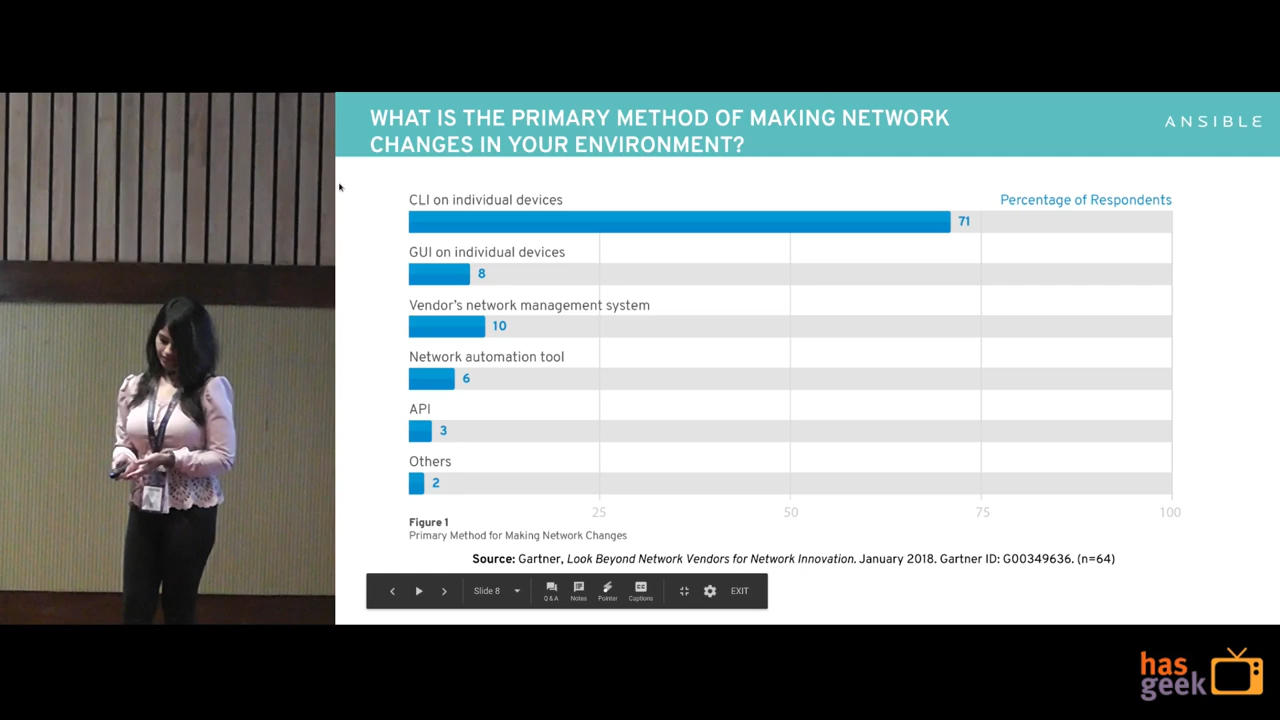 WHAT IS THE PRIMARY METHOD OF MAKING NETWORK
CHANGES IN YOUR ENVIRONMENT?
ANSIBLE
CLI on individual devices
Percentage of Respondents
71
GUI on individual devices
8
Vendor's network management system
10
Network automation tool
6
API
3
Others
2
25
50
75
100
Figure 1
Primary Method for Making Network Changes
Source: Gartner, Look Beyond Network Vendors for Network Innovation. January 2018. Gartner ID: G00349636. (n=64)
Slide 8
Q & A
Notes
Pointer
Captions
EXIT
has
geek